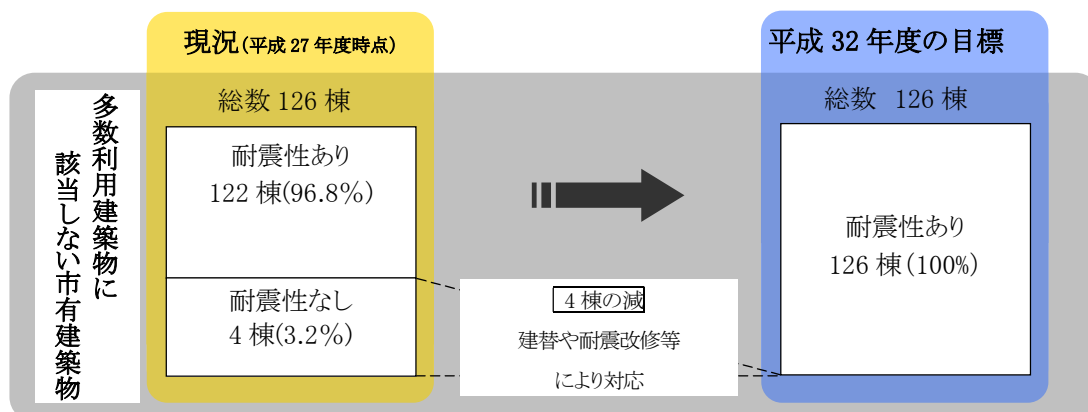 現況(平成 27 年度時点)
平成 32 年度の目標
多数利用建築物に
該当しない市有建築物
総数 126 棟
耐震性あり
122 棟(96.8%)
耐震性なし
4 棟(3.2%)
4 棟の減
建替や耐震改修等
により対応
総数 126 棟
耐震性あり
126 棟(100%)